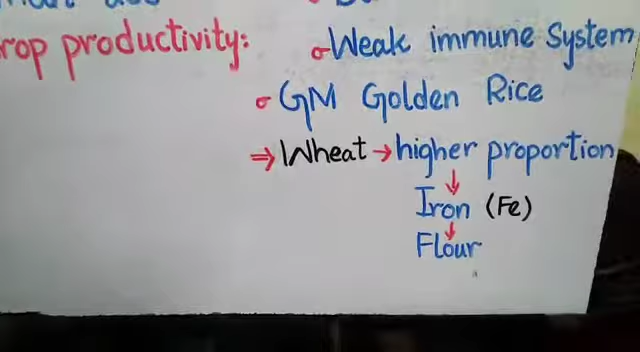 rop productivity:
Weak immune System
GM Golden Rice
⇒ Wheat → higher proportion
↓
Iron (Fe)
↓
Flour